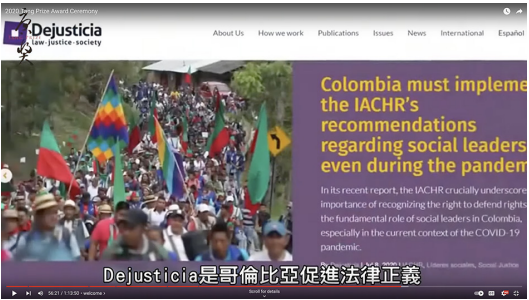 2020 Tang Prize Award Ceremony
Dejusticia
law · justice · society
About Us
How we work
Publications
Issues
News
International
Español
Colombia must impleme
the IACHR's
recommendations
regarding social leaders
even during the pandem
In its recent report, the IACHR crucially underscore
importance of recognizing the right to defend rights
the fundamental role of social leaders in Colombia,
especially in the current context of the COVID-19
pandemic.
Dejusticia是哥倫比亞促進法律正義
56:21 / 1:13:50 • welcome >
Scroll for details